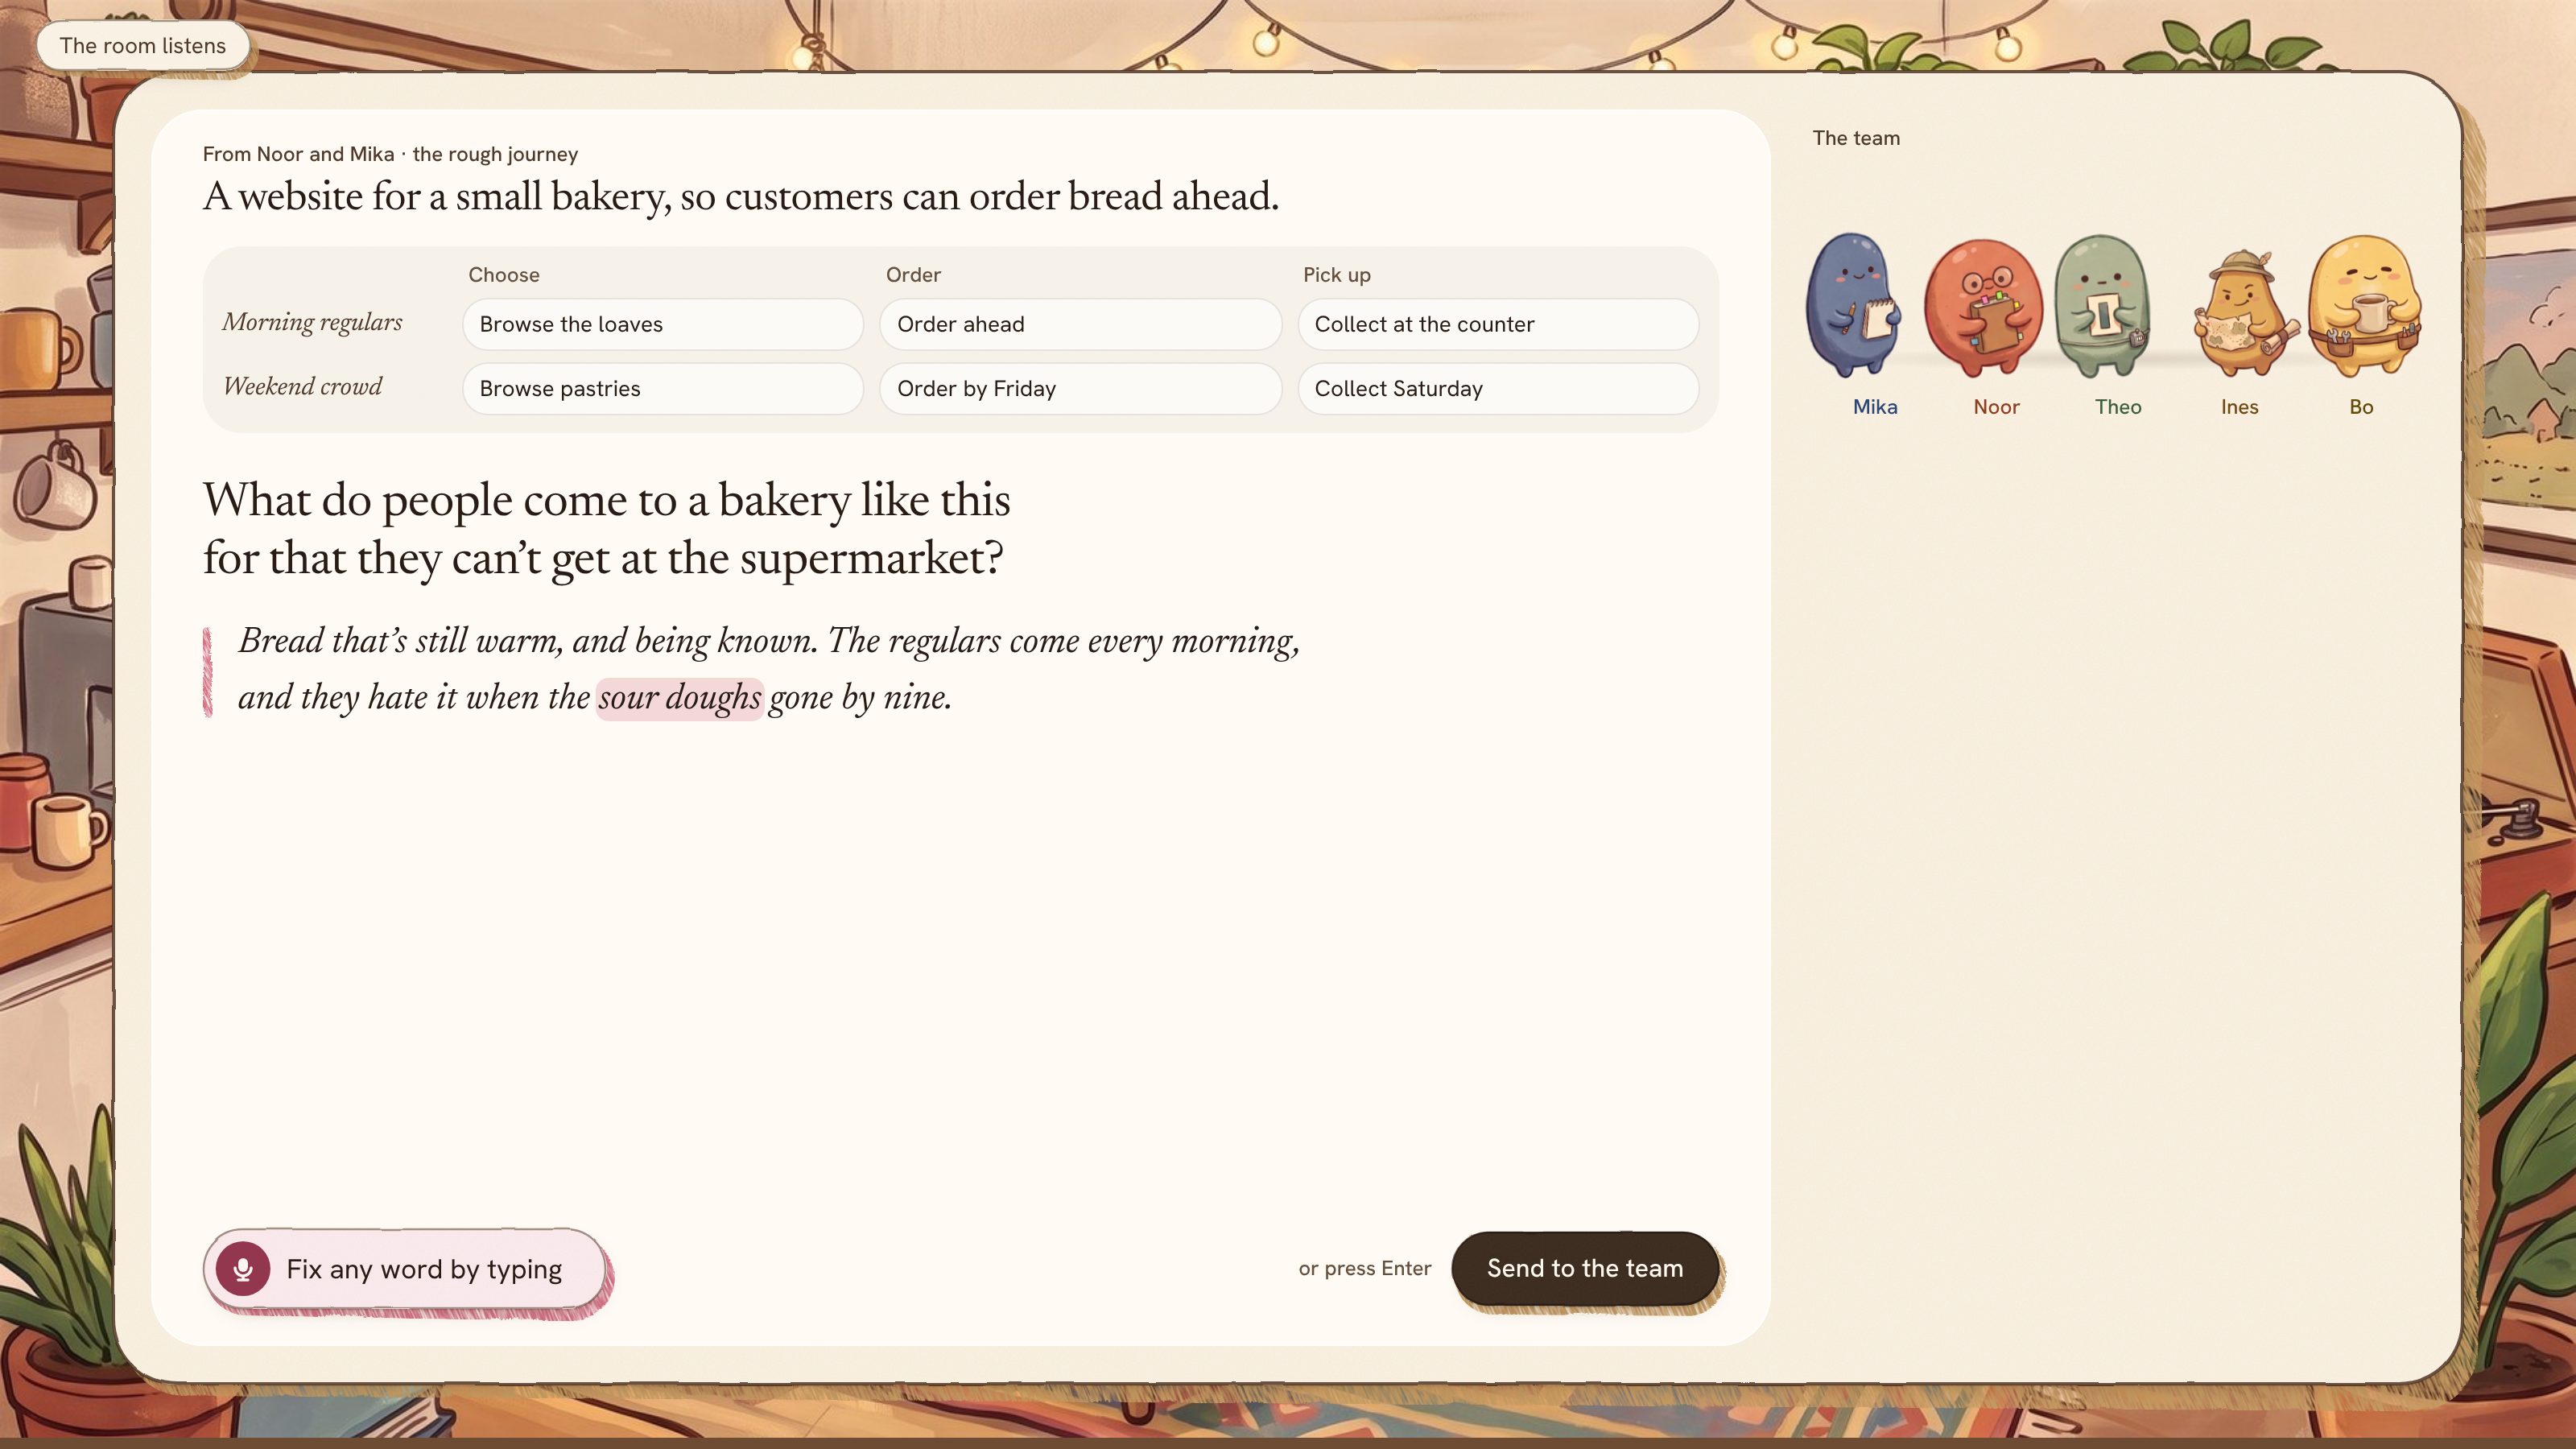 The room listens
From Noor and Mika · the rough journey
A website for a small bakery, so customers can order bread ahead.
Choose Order Pick up
Morning regulars Browse the loaves Order ahead Collect at the counter
Weekend crowd Browse pastries Order by Friday Collect Saturday
What do people come to a bakery like this
for that they can’t get at the supermarket?
Bread that’s still warm, and being known. The regulars come every morning,
and they hate it when the sour doughs gone by nine.
Fix any word by typing
or press Enter
Send to the team
The team
Mika Noor Theo Ines Bo